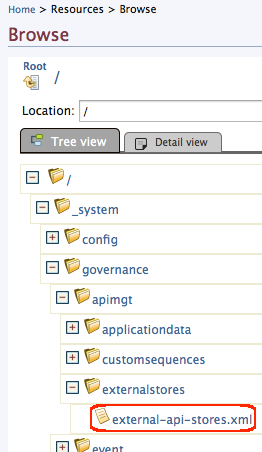 Home > Resources > Browse
Browse
Root
/
Location: /
Tree view Detail view
/
_system
config
governance
apimgt
applicationdata
customsequences
externalstores
external-api-stores.xml
event